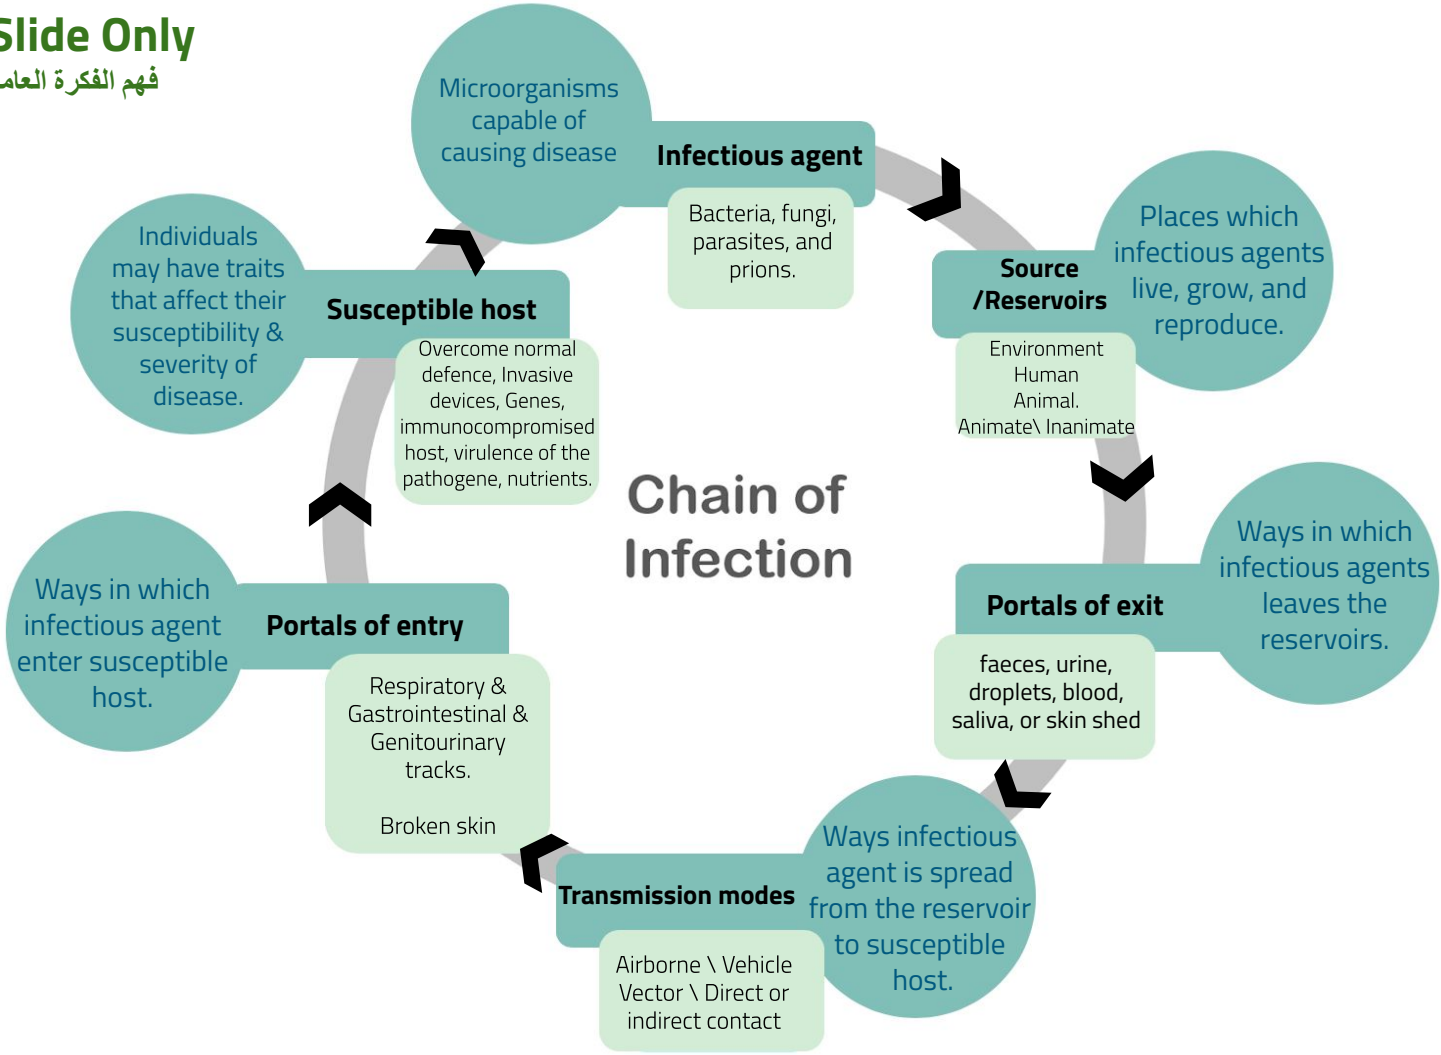 Slide Only
فهم الفكرة العام
Microorganisms
capable of
causing disease
Infectious agent
Bacteria, fungi,
parasites, and
prions.
Places which
infectious agents
live, grow, and
reproduce.
Source
/Reservoirs
Environment
Human
Animal.
Animate\ Inanimate
Ways in which
infectious agents
leaves the
reservoirs.
Portals of exit
faeces, urine,
droplets, blood,
saliva, or skin shed
Ways infectious
agent is spread
from the reservoir
to susceptible
host.
Transmission modes
Airborne \ Vehicle
Vector \ Direct or
indirect contact
Ways in which
infectious agent
enter susceptible
host.
Portals of entry
Respiratory &
Gastrointestinal &
Genitourinary
tracks.
Broken skin
Individuals
may have traits
that affect their
susceptibility &
severity of
disease.
Susceptible host
Overcome normal
defence, Invasive
devices, Genes,
immunocompromised
host, virulence of the
pathogene, nutrients.
Chain of
Infection